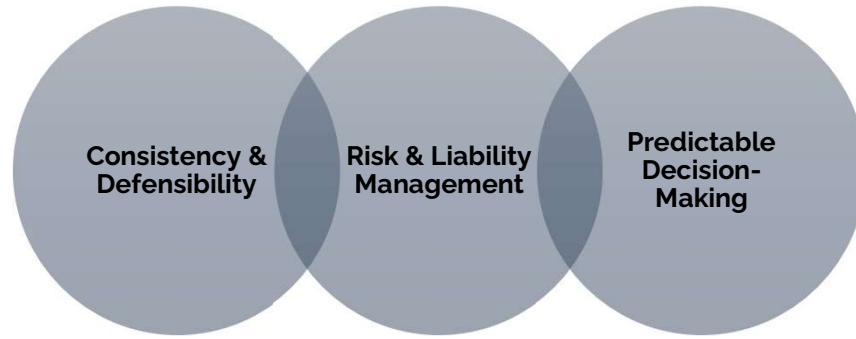 Consistency &
Defensibility
Risk & Liability
Management
Predictable
Decision-
Making